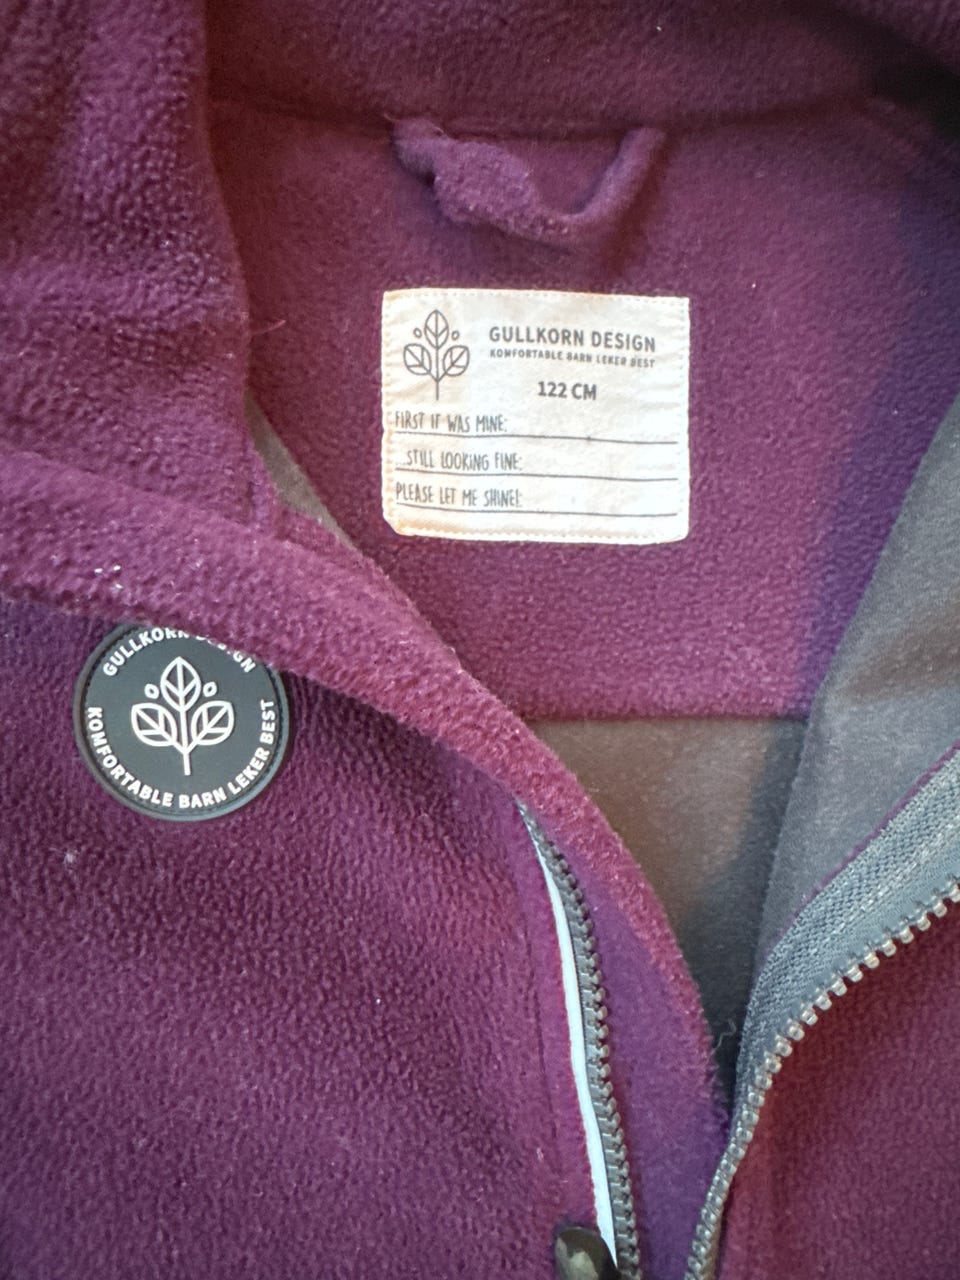 GULLKORN DESIGN
KOMFORTABLE BARN LEKER BEST
122 CM
FIRST IT WAS MINE:
...STILL LOOKING FINE:
PLEASE LET ME SHINE!:
GULLKORN DESIGN
KOMFORTABLE BARN LEKER BEST